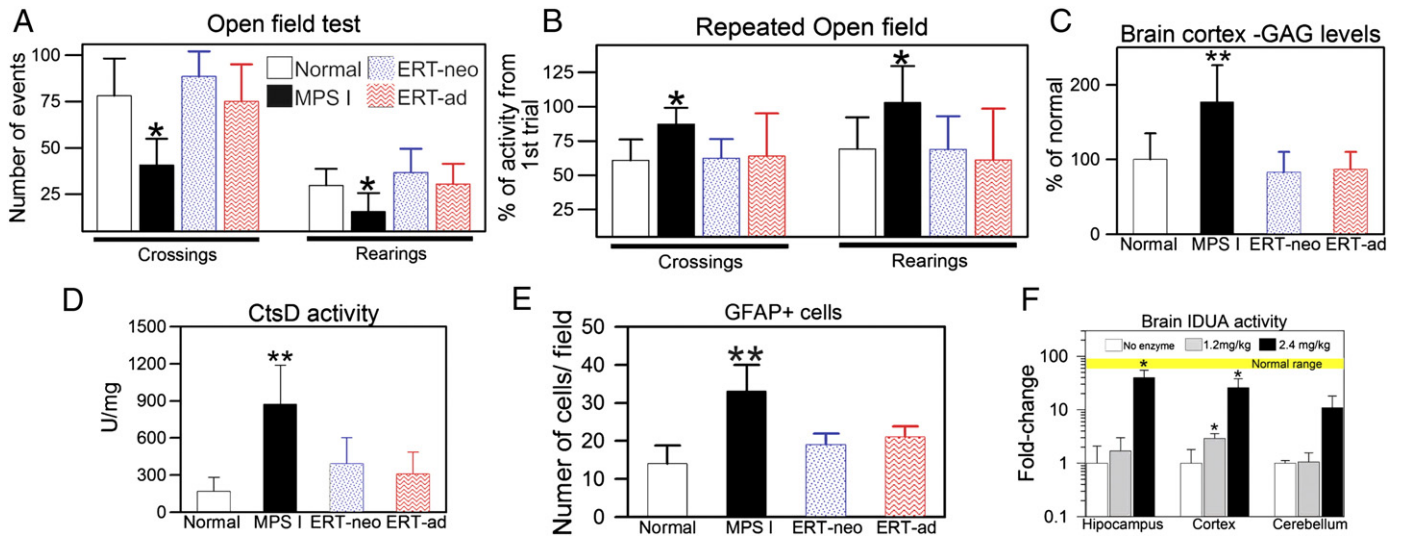 A
Open field test
Number of events
100
75
50
25
Normal
ERT-neo
MPS I
ERT-ad
*
*
Crossings
Rearings
B
Repeated Open field
% of activity from
1st trial
125
100
75
50
25
*
*
Crossings
Rearings
C
Brain cortex -GAG levels
% of normal
200
100
0
**
Normal MPS I ERT-neo ERT-ad
D
CtsD activity
U/mg
1500
1200
900
600
300
0
**
Normal MPS I ERT-neo ERT-ad
E
GFAP+ cells
Numer of cells/ field
50
40
30
20
10
0
**
Normal MPS I ERT-neo ERT-ad
F
Brain IDUA activity
No enzyme 1.2mg/kg 2.4 mg/kg
Fold-change
100
10
1
0.1
Normal range
*
*
*
Hipocampus Cortex Cerebellum